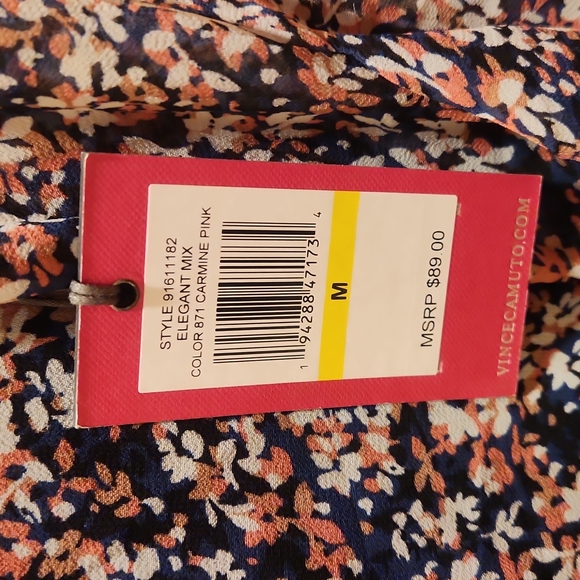 STYLE 91611182
ELEGANT MIX
COLOR 871 CARMINE PINK
1 94288 47173 4
M
MSRP $89.00
VINCECAMUTO.COM